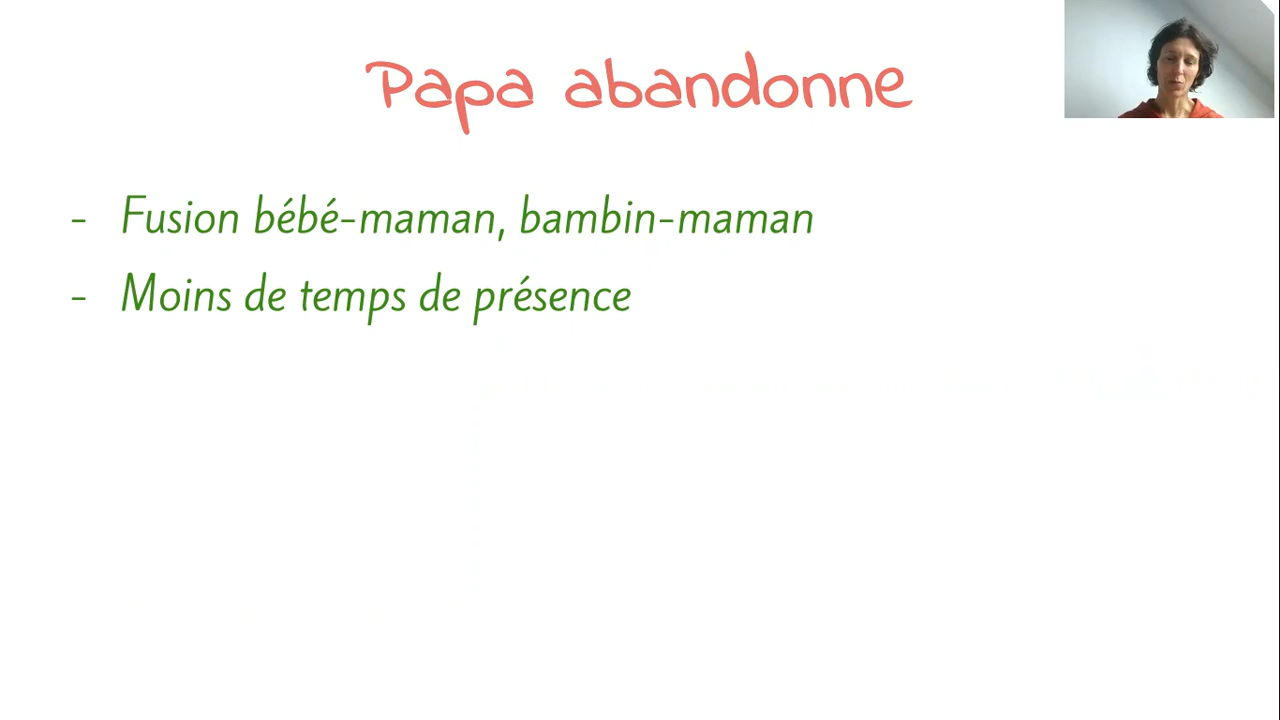 Papa abandonne
- Fusion bébé-maman, bambin-maman
- Moins de temps de présence